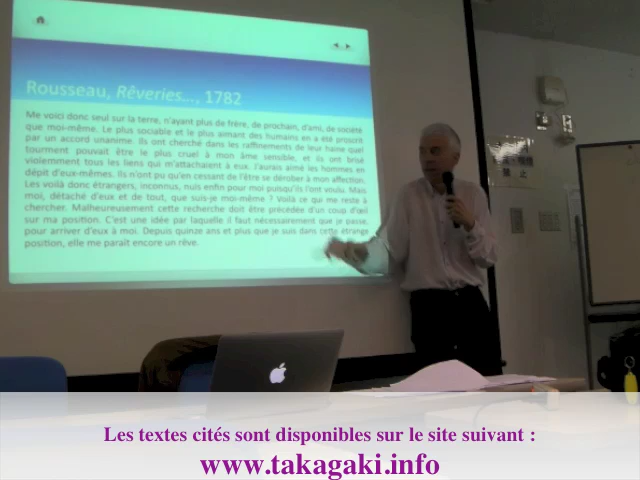 Rousseau, Rêveries..., 1782
Me voici donc seul sur la terre, n'ayant plus de frère, de prochain, d'ami, de société
que moi-même. Le plus sociable et le plus aimant des humains en a été proscrit
par un accord unanime. Ils ont cherché dans les raffinements de leur haine quel
tourment pouvait être le plus cruel à mon âme sensible, et ils ont brisé
violemment tous les liens qui m'attachaient à eux. J'aurais aimé les hommes en
dépit d'eux-mêmes. Ils n'ont pu qu'en cessant de l'être se dérober à mon affection.
Les voilà donc étrangers, inconnus, nuls enfin pour moi puisqu'ils l'ont voulu. Mais
moi, détaché d'eux et de tout, que suis-je moi-même ? Voilà ce qui me reste à
chercher. Malheureusement cette recherche doit être précédée d'un coup d'œil
sur ma position. C'est une idée par laquelle il faut nécessairement que je passe,
pour arriver d'eux à moi. Depuis quinze ans et plus que je suis dans cette étrange
position, elle me paraît encore un rêve.
Les textes cités sont disponibles sur le site suivant :
www.takagaki.info